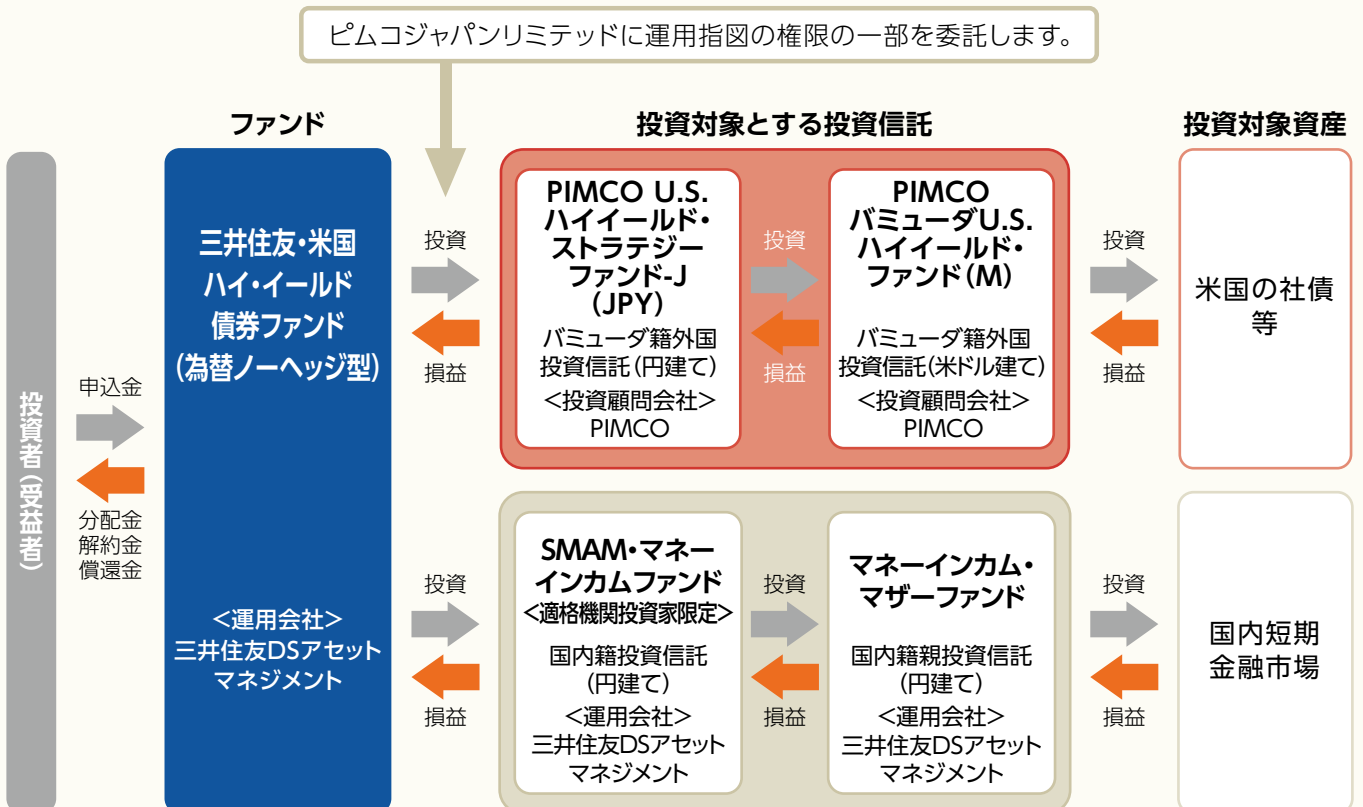 ピムコジャパンリミテッドに運用指図の権限の一部を委託します。
ファンド
投資対象とする投資信託
投資対象資産
投資者(受益者)
申込金
分配金
解約金
償還金
三井住友・米国
ハイ・イールド
債券ファンド
(為替ノーヘッジ型)
<運用会社>
三井住友DSアセット
マネジメント
投資
損益
PIMCO U.S.
ハイイールド・
ストラテジー
ファンド-J
(JPY)
バミューダ籍外国
投資信託(円建て)
<投資顧問会社>
PIMCO
投資
損益
PIMCO
バミューダU.S.
ハイイールド・
ファンド(M)
バミューダ籍外国
投資信託(米ドル建て)
<投資顧問会社>
PIMCO
投資
損益
米国の社債
等
投資
損益
SMAM・マネー
インカムファンド
<適格機関投資家限定>
国内籍投資信託
(円建て)
<運用会社>
三井住友DSアセット
マネジメント
投資
損益
マネーインカム・
マザーファンド
国内籍親投資信託
(円建て)
<運用会社>
三井住友DSアセット
マネジメント
投資
損益
国内短期
金融市場